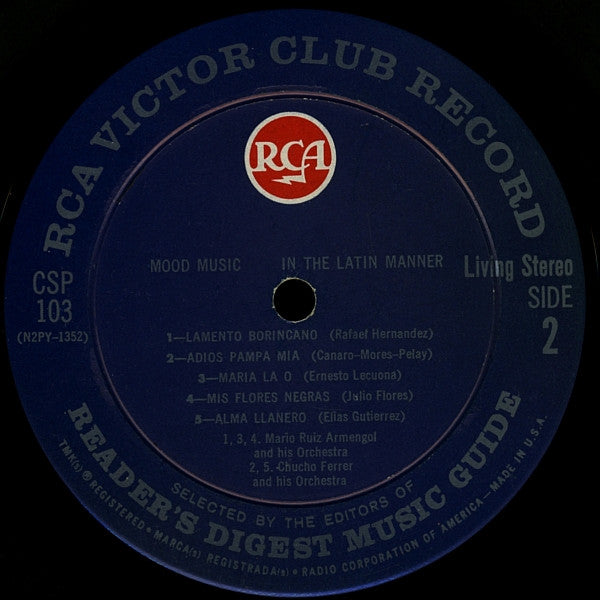 RCA VICTOR CLUB RECORD
RCA
MOOD MUSIC IN THE LATIN MANNER
Living Stereo
CSP
103
(N2PY-1352)
SIDE
2
1—LAMENTO BORINCANO (Rafael Hernandez)
2—ADIOS PAMPA MIA (Canaro-Mores-Pelay)
3—MARIA LA O (Ernesto Lecuona)
4—MIS FLORES NEGRAS (Julio Flores)
5—ALMA LLANERO (Elias Gutierrez)
1, 3, 4. Mario Ruiz Armengol
and his Orchestra
2, 5. Chucho Ferrer
and his Orchestra
SELECTED BY THE EDITORS OF
READER'S DIGEST MUSIC GUIDE
TMK(s) ® REGISTERED • MARCA(s) REGISTRADA(s) • RADIO CORPORATION OF AMERICA—MADE IN U.S.A.